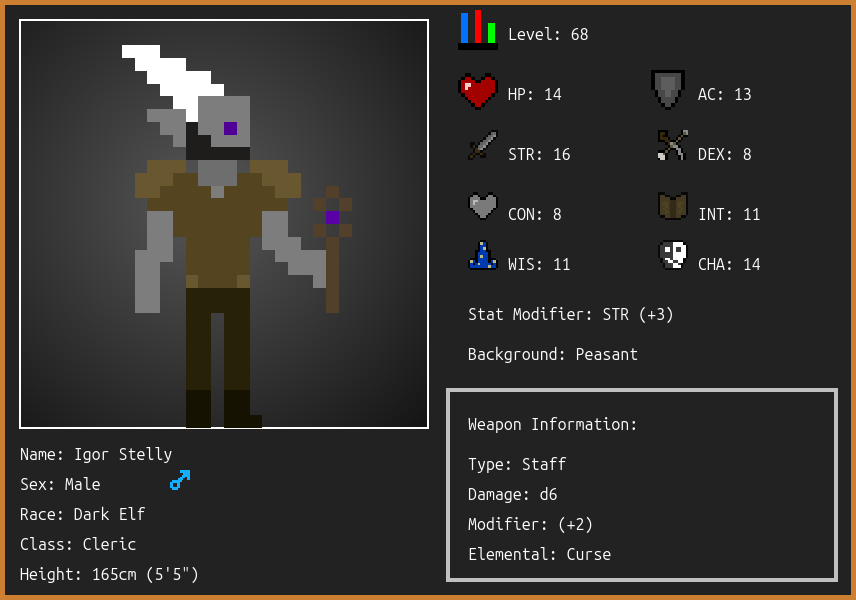 Level: 68
HP: 14
AC: 13
STR: 16
DEX: 8
CON: 8
INT: 11
WIS: 11
CHA: 14
Stat Modifier: STR (+3)
Background: Peasant
Weapon Information:
Type: Staff
Damage: d6
Modifier: (+2)
Elemental: Curse
Name: Igor Stelly
Sex: Male
Race: Dark Elf
Class: Cleric
Height: 165cm (5'5")